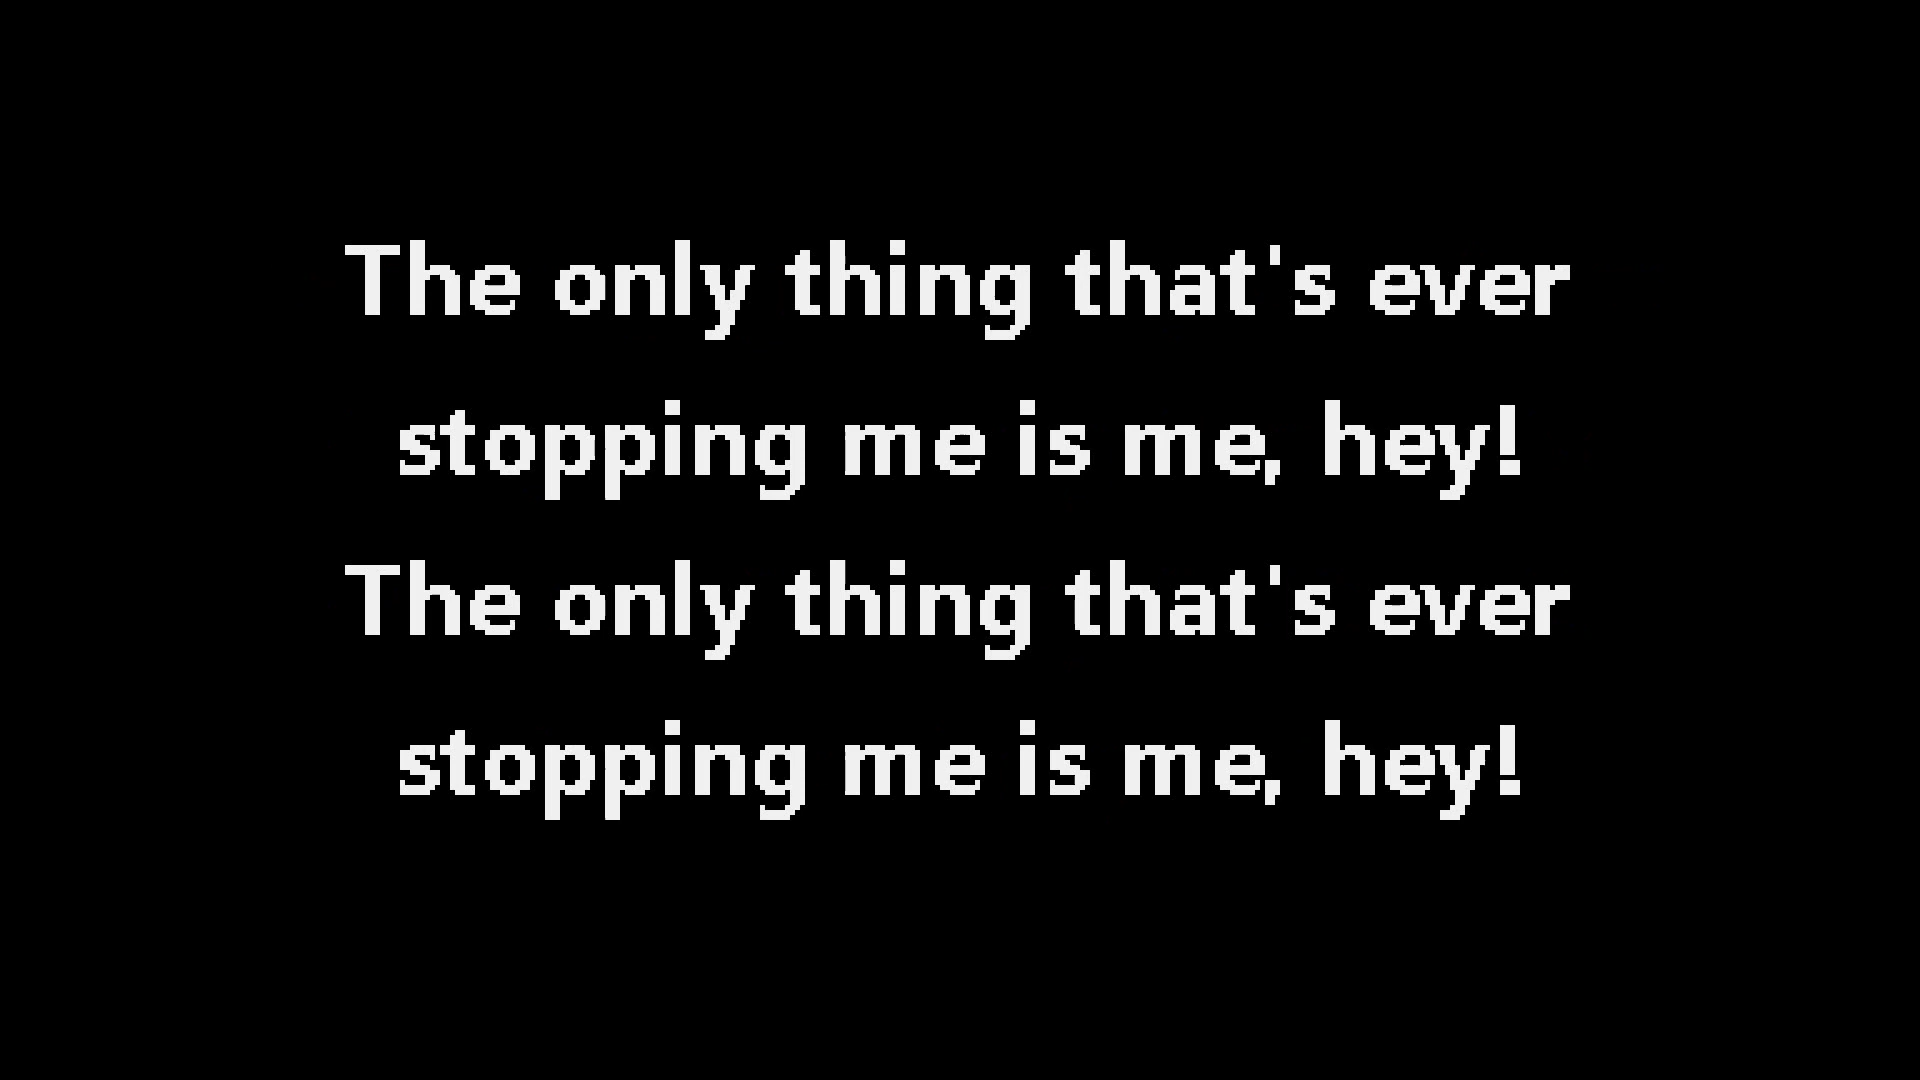 The only thing that's ever
stopping me is me, hey!
The only thing that's ever
stopping me is me, hey!